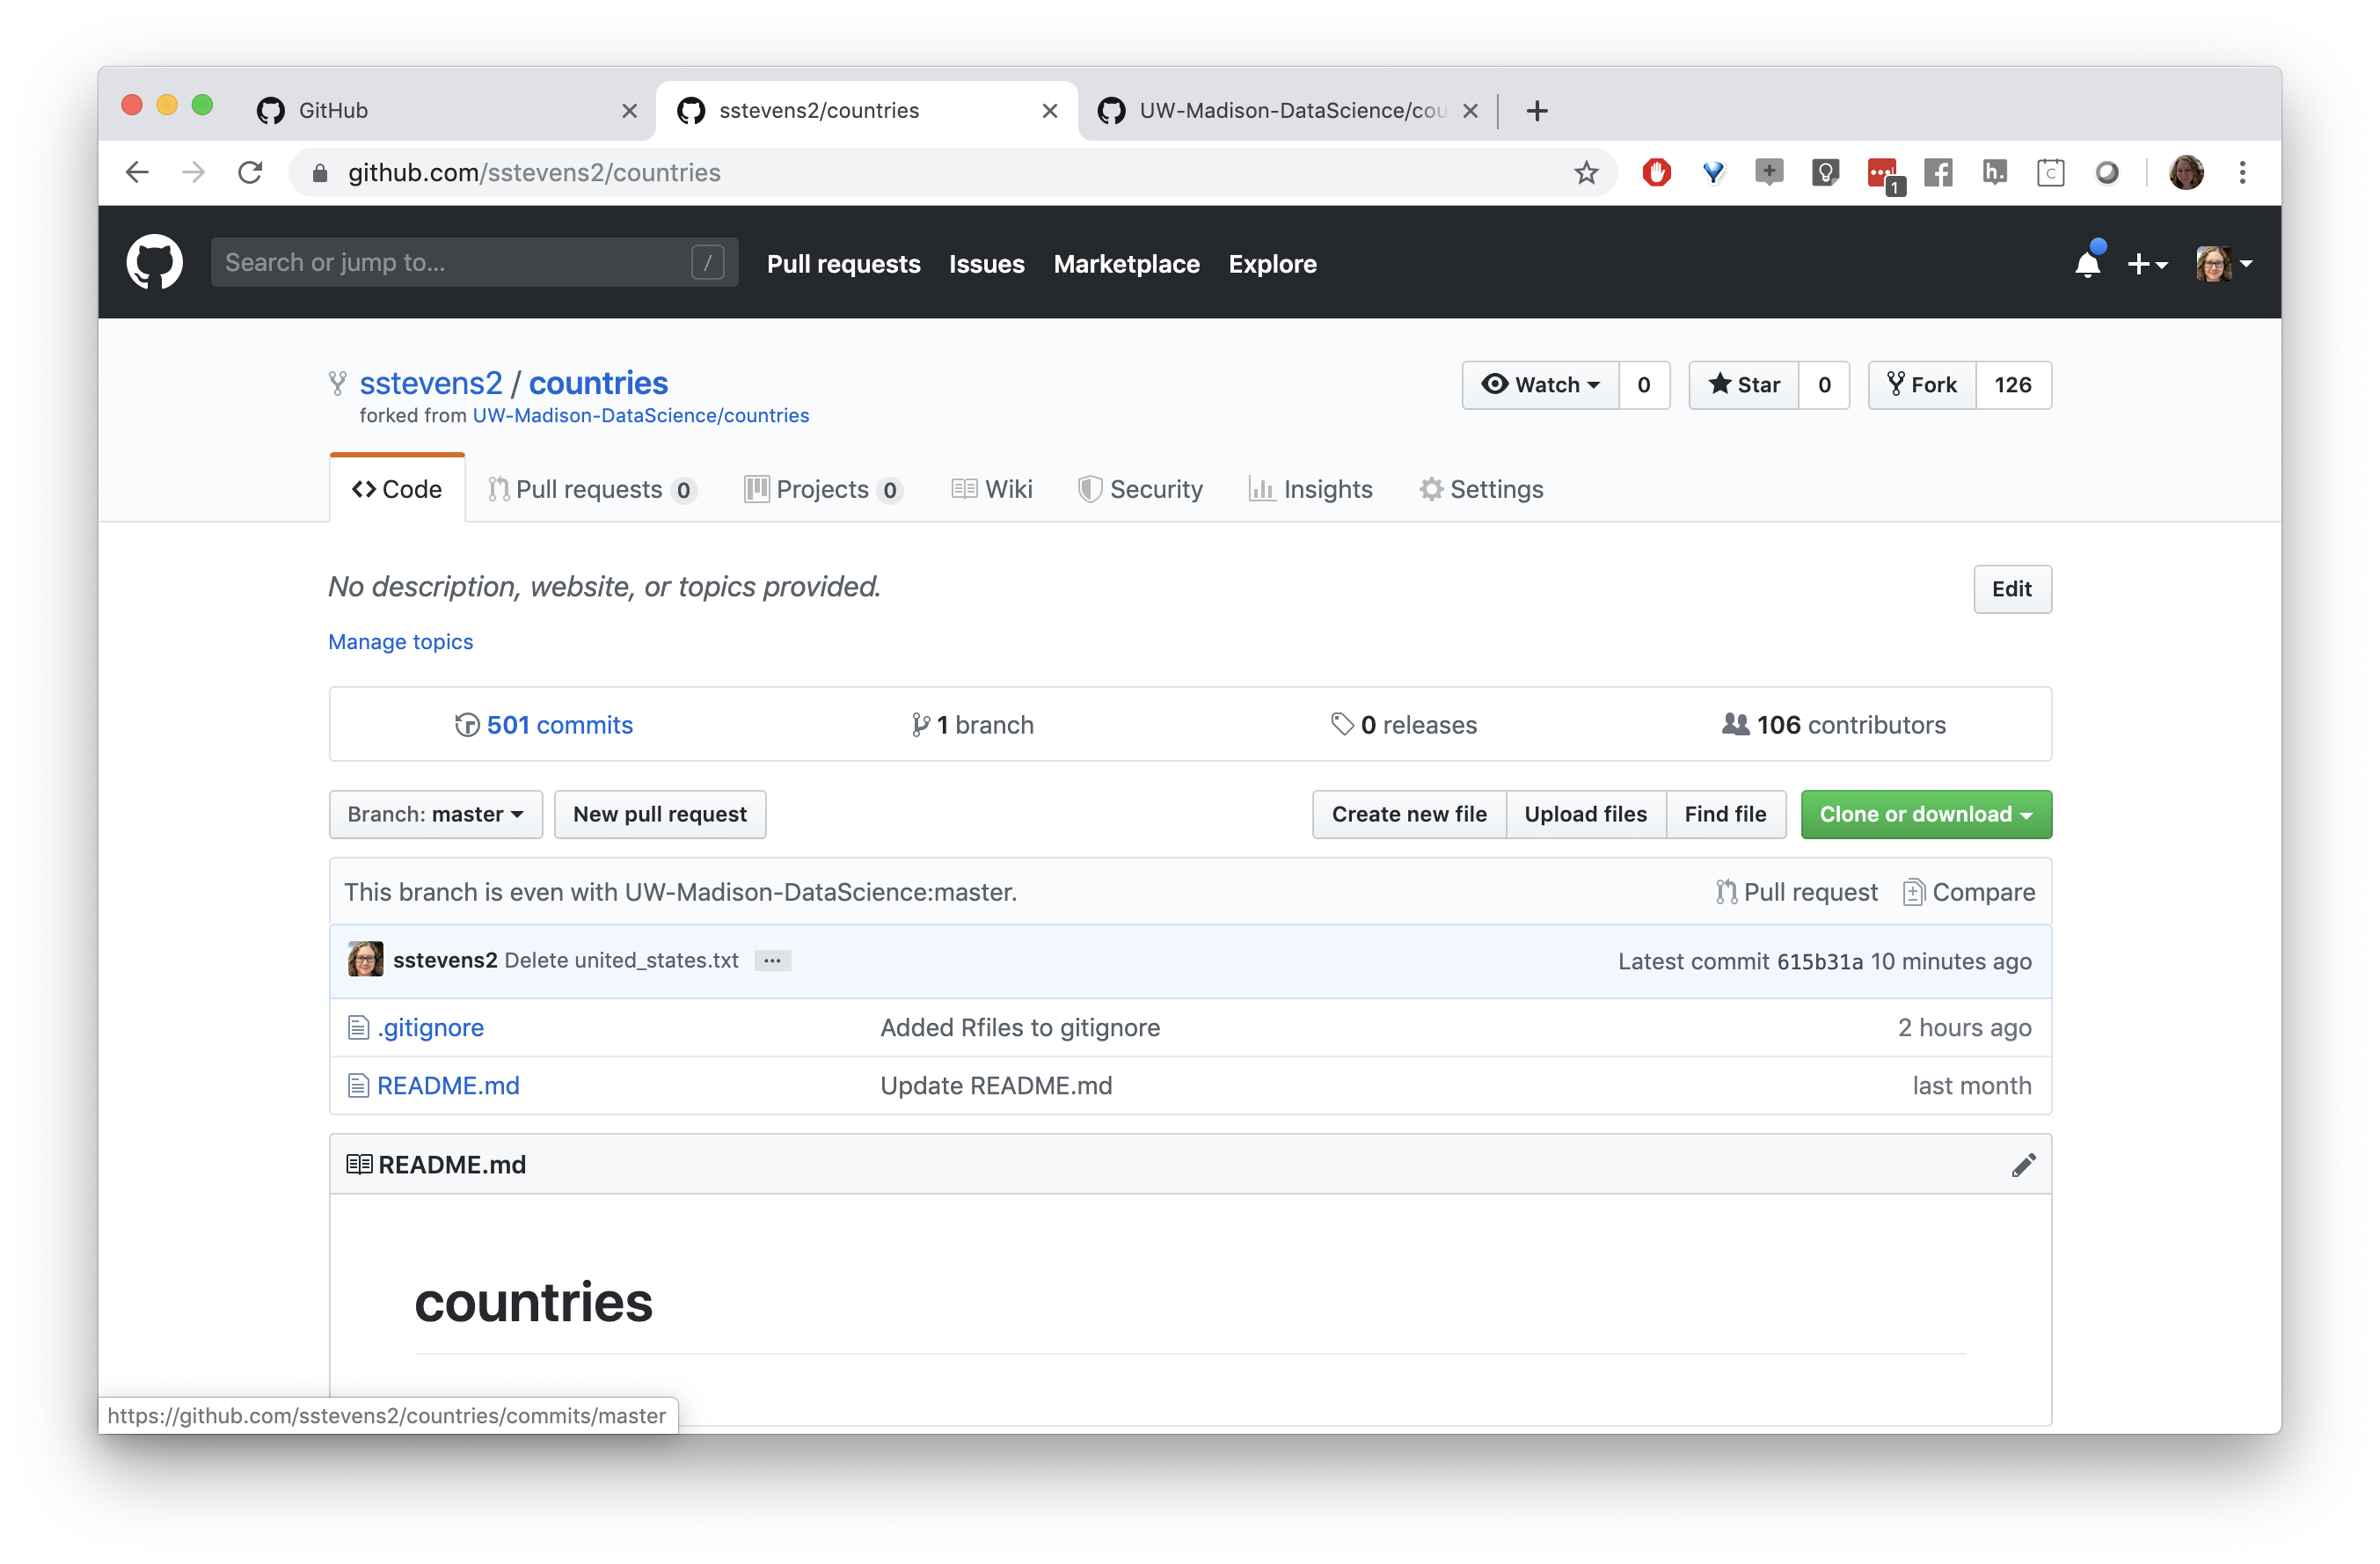 GitHub
sstevens2/countries
UW-Madison-DataScience/cou
github.com/sstevens2/countries
1
h.
C
Search or jump to...
/
Pull requests Issues Marketplace Explore
sstevens2 / countries
forked from UW-Madison-DataScience/countries
Watch 0
Star 0
Fork 126
Code
Pull requests 0
Projects 0
Wiki
Security
Insights
Settings
No description, website, or topics provided.
Edit
Manage topics
501 commits
1 branch
0 releases
106 contributors
Branch: master
New pull request
Create new file
Upload files
Find file
Clone or download
This branch is even with UW-Madison-DataScience:master.
Pull request
Compare
sstevens2 Delete united_states.txt ...
Latest commit 615b31a 10 minutes ago
.gitignore Added Rfiles to gitignore 2 hours ago
README.md Update README.md last month
README.md
countries
https://github.com/sstevens2/countries/commits/master